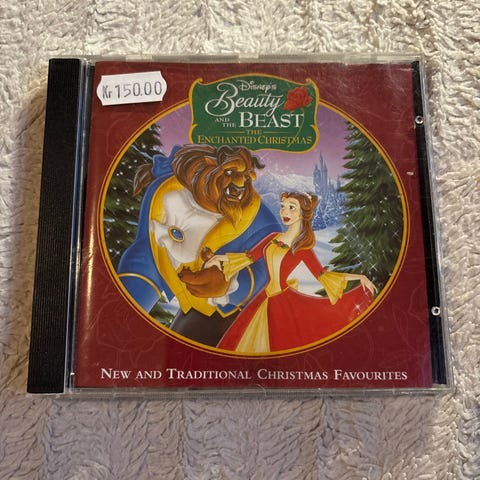 Kr 150.00
DISNEY'S
Beauty
AND THE BEAST
THE
ENCHANTED CHRISTMAS
NEW AND TRADITIONAL CHRISTMAS FAVOURITES